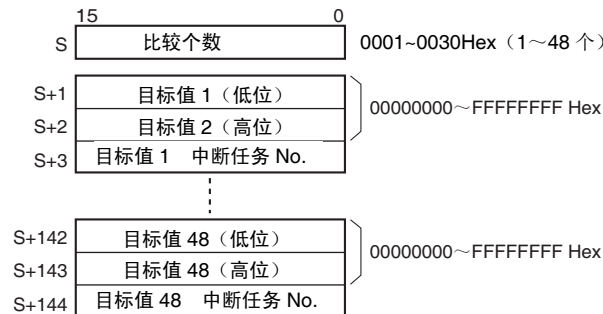 15 0
S 比较个数 0001~0030Hex（1～48 个）
S+1 目标值 1（低位）
00000000～FFFFFFFF Hex
S+2 目标值 2（高位）
S+3 目标值 1 中断任务 No.
S+142 目标值 48（低位）
00000000～FFFFFFFF Hex
S+143 目标值 48（高位）
S+144 目标值 48 中断任务 No.